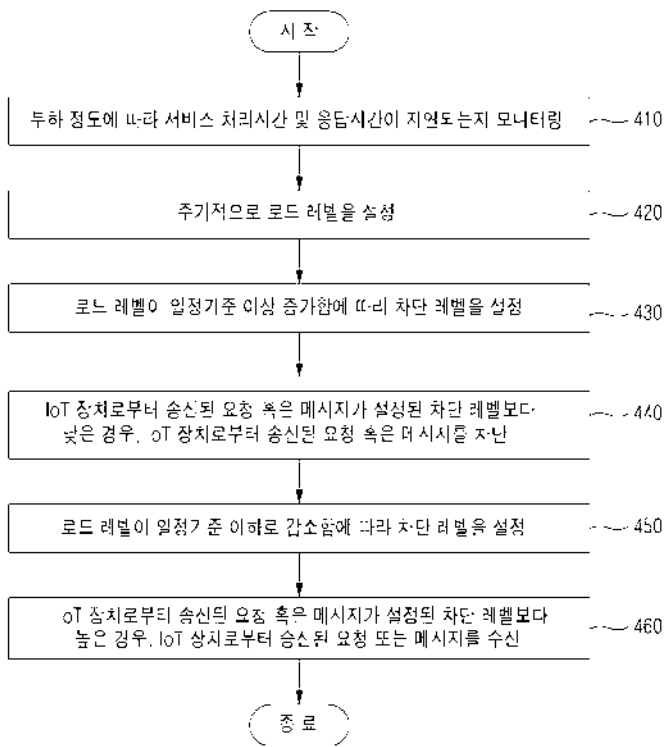 시 작
부하 정도에 따라 서비스 처리시간 및 응답시간이 지연되는지 모니터링
410
주기적으로 로드 레벨을 설정
420
로드 레벨이 일정기준 이상 증가함에 따라 차단 레벨을 설정
430
IoT 장치로부터 송신된 요청 혹은 메시지가 설정된 차단 레벨보다
낮은 경우, IoT 장치로부터 송신된 요청 혹은 메시지를 차단
440
로드 레벨이 일정기준 이하로 감소함에 따라 차단 레벨을 설정
450
IoT 장치로부터 송신된 요청 혹은 메시지가 설정된 차단 레벨보다
높은 경우, IoT 장치로부터 송신된 요청 또는 메시지를 수신
460
종 료